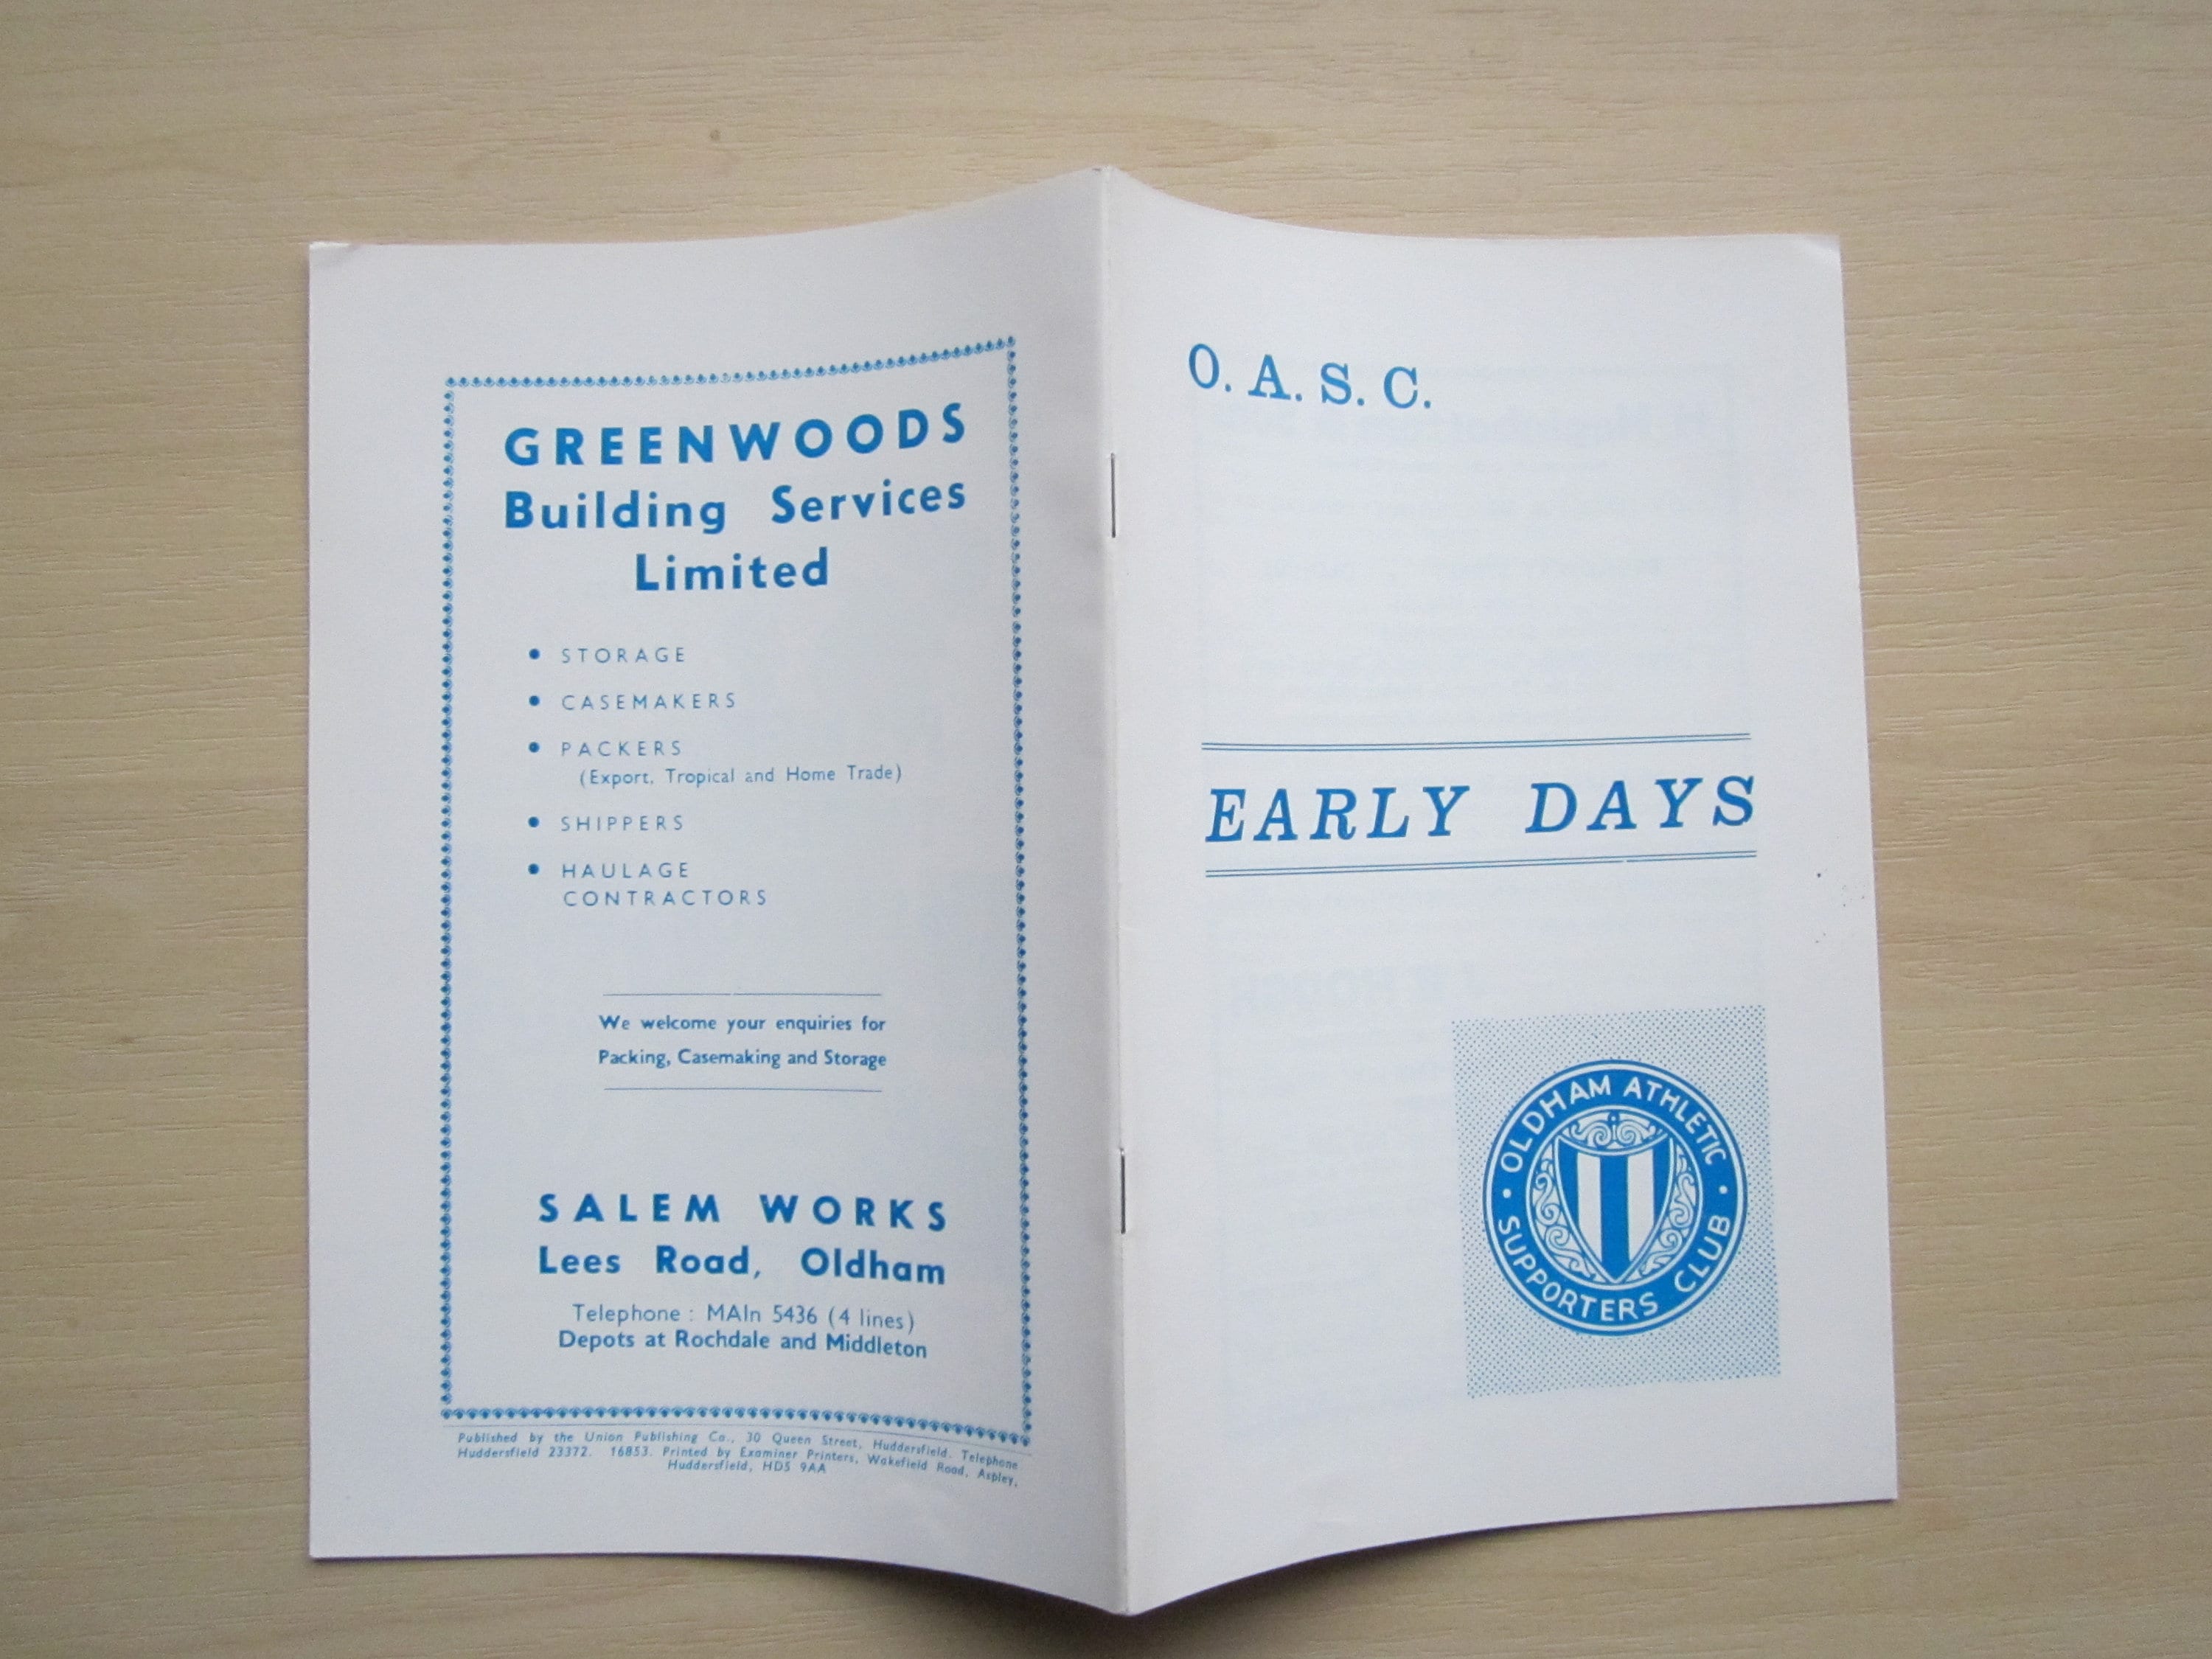 GREENWOODS
Building Services
Limited
• STORAGE
• CASEMAKERS
• PACKERS
(Export, Tropical and Home Trade)
• SHIPPERS
• HAULAGE
CONTRACTORS
We welcome your enquiries for
Packing, Casemaking and Storage
SALEM WORKS
Lees Road, Oldham
Telephone : MAIn 5436 (4 lines)
Depots at Rochdale and Middleton
Published by the Union Publishing Co., 30 Queen Street, Huddersfield. Telephone
Huddersfield 23372. 16853. Printed by Examiner Printers, Wakefield Road, Aspley,
Huddersfield, HD5 9AA
O. A. S. C.
EARLY DAYS
OLDHAM ATHLETIC
• SUPPORTERS CLUB •